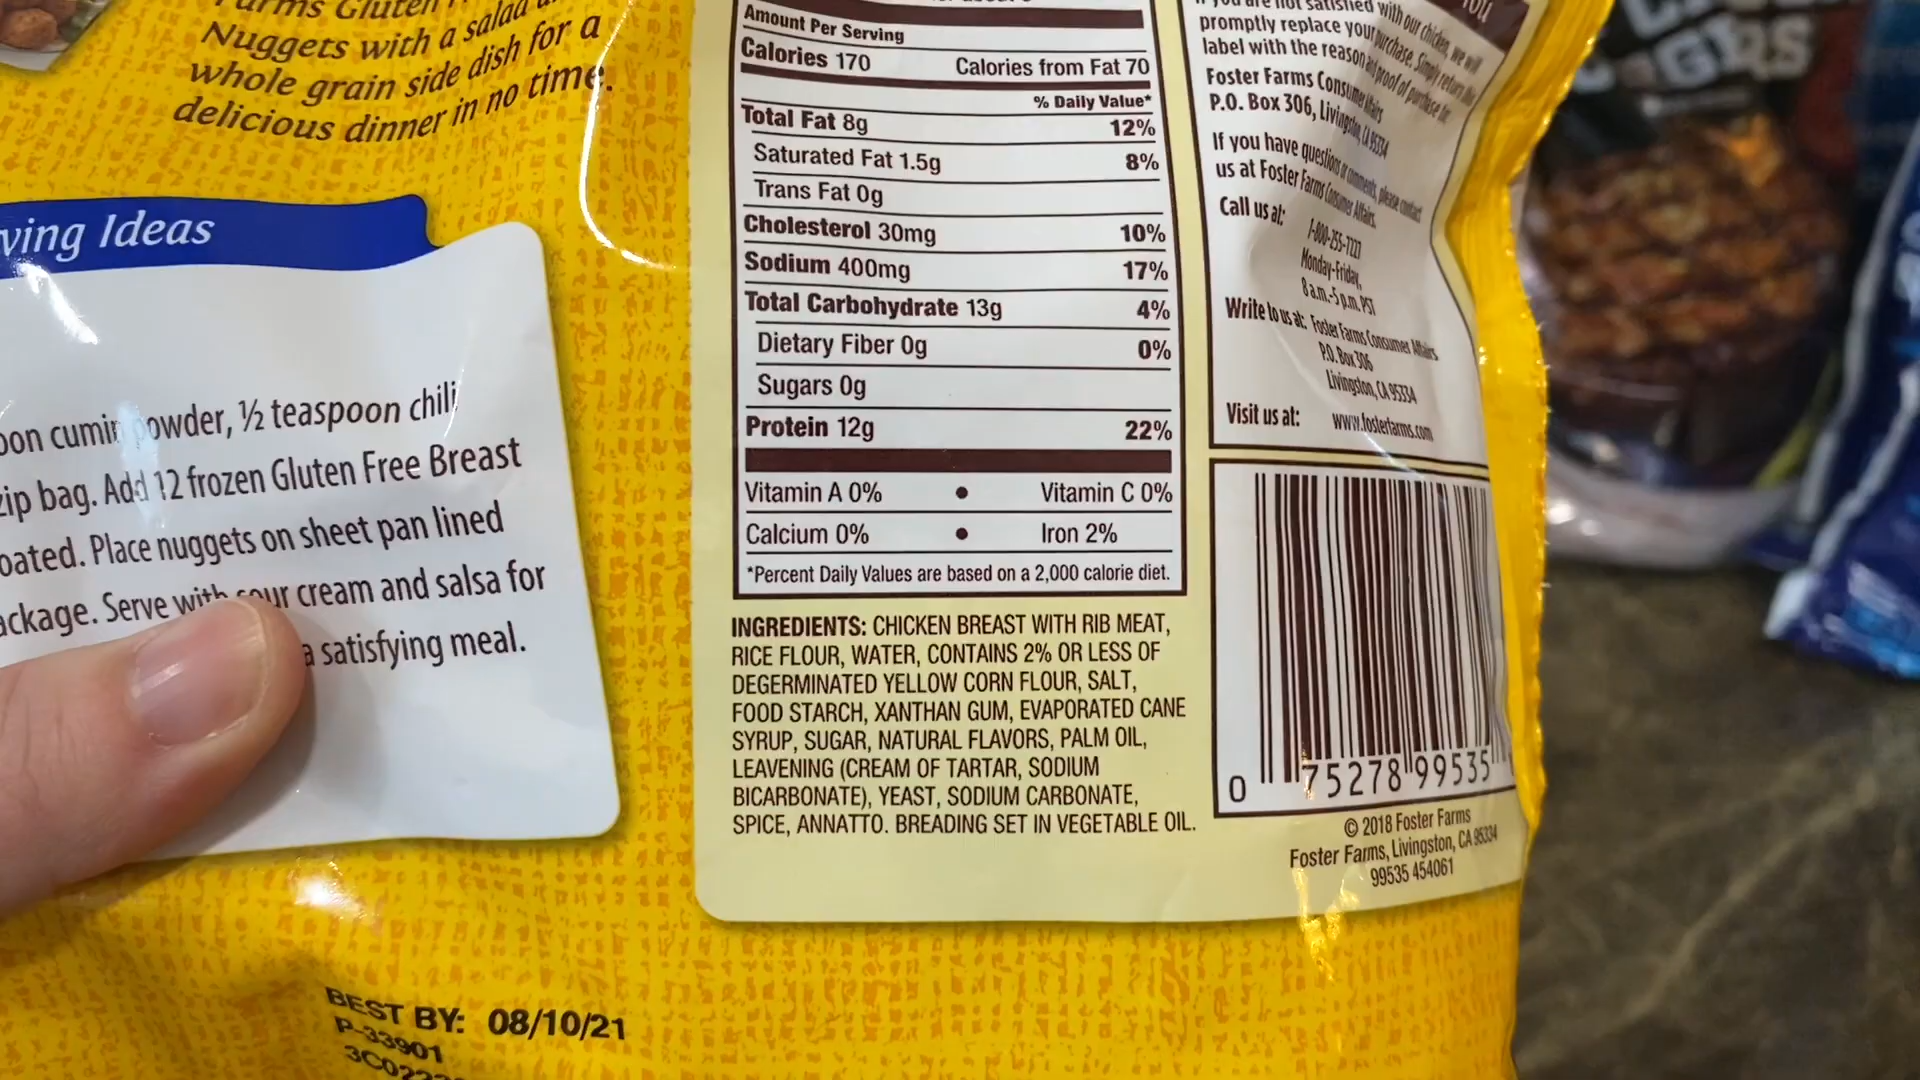 Farms Gluten
Nuggets with a salad
whole grain side dish for a
delicious dinner in no time.
ving Ideas
oon cumin powder, ½ teaspoon chili
zip bag. Add 12 frozen Gluten Free Breast
oated. Place nuggets on sheet pan lined
ackage. Serve with sour cream and salsa for
a satisfying meal.
BEST BY: 08/10/21
P-33901
Amount Per Serving
Calories 170 Calories from Fat 70
% Daily Value*
Total Fat 8g 12%
Saturated Fat 1.5g 8%
Trans Fat 0g
Cholesterol 30mg 10%
Sodium 400mg 17%
Total Carbohydrate 13g 4%
Dietary Fiber 0g 0%
Sugars 0g
Protein 12g 22%
Vitamin A 0% • Vitamin C 0%
Calcium 0% • Iron 2%
*Percent Daily Values are based on a 2,000 calorie diet.
INGREDIENTS: CHICKEN BREAST WITH RIB MEAT,
RICE FLOUR, WATER, CONTAINS 2% OR LESS OF
DEGERMINATED YELLOW CORN FLOUR, SALT,
FOOD STARCH, XANTHAN GUM, EVAPORATED CANE
SYRUP, SUGAR, NATURAL FLAVORS, PALM OIL,
LEAVENING (CREAM OF TARTAR, SODIUM
BICARBONATE), YEAST, SODIUM CARBONATE,
SPICE, ANNATTO. BREADING SET IN VEGETABLE OIL.
you are not satisfied with our chicken, we will
promptly replace your purchase. Simply return this
label with the reason and proof of purchase to:
Foster Farms Consumer Affairs
P.O. Box 306, Livingston, CA 95334
If you have questions or comments, please contact
us at Foster Farms Consumer Affairs.
Call us at: 1-800-255-7227
Monday-Friday,
8 a.m.-5 p.m. PST
Write to us at: Foster Farms Consumer Affairs
P.O. Box 306
Livingston, CA 95334
Visit us at: www.fosterfarms.com
0 75278 99535
© 2018 Foster Farms
Foster Farms, Livingston, CA 95334
99535 454061